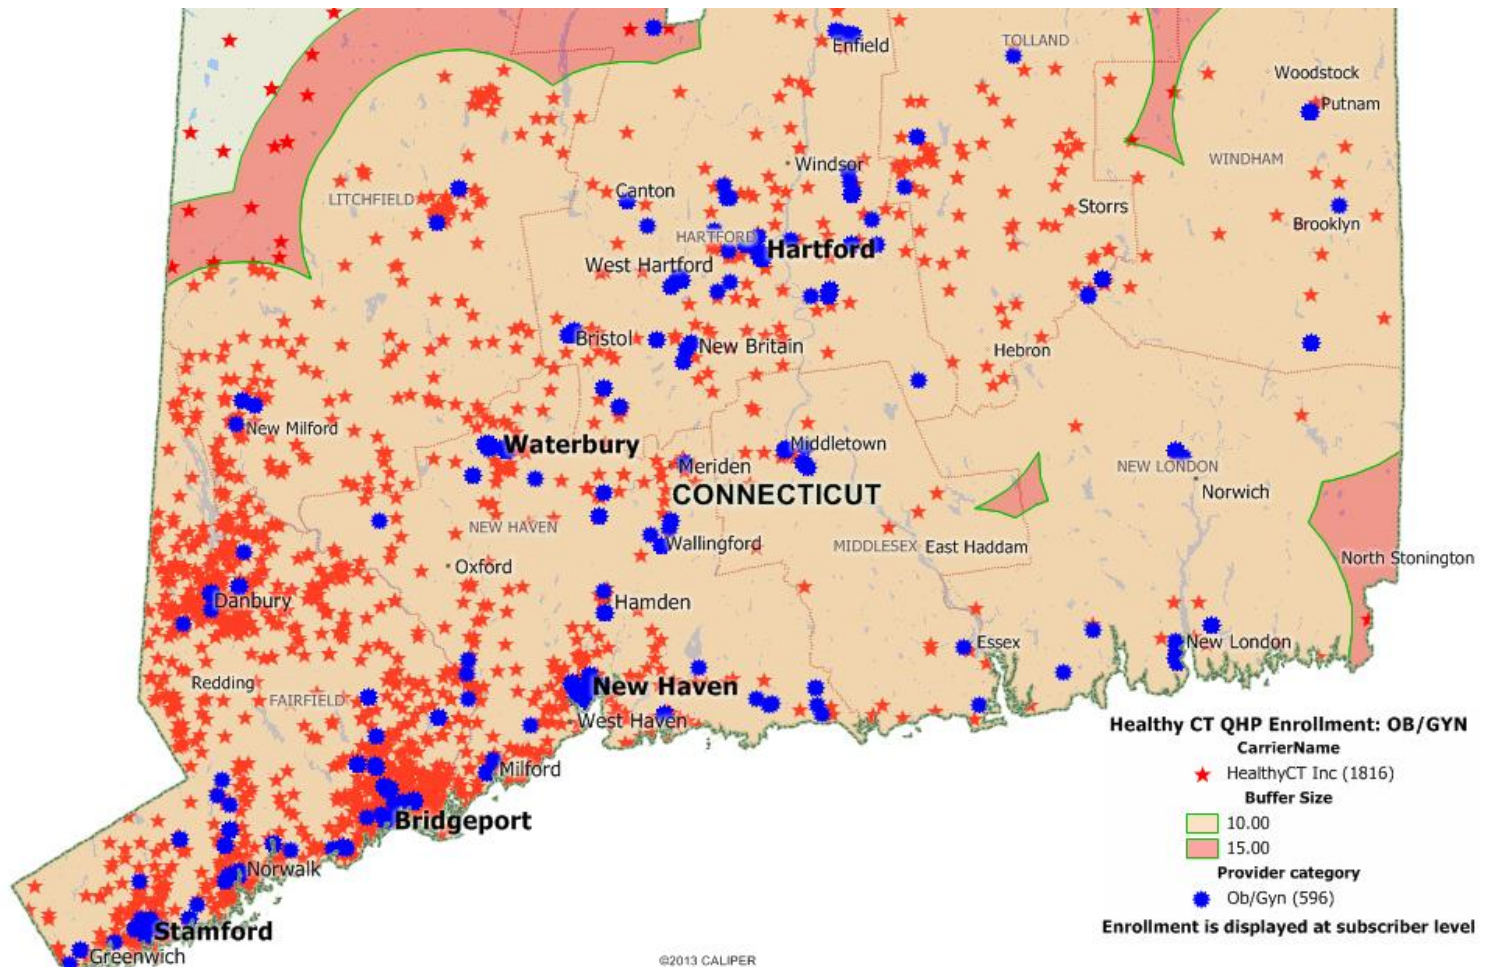 Enfield
TOLLAND
Woodstock
Putnam
Windsor
WINDHAM
Canton
LITCHFIELD
Storrs
Brooklyn
HARTFORD
Hartford
West Hartford
Bristol
New Britain
Hebron
New Milford
Waterbury
Middletown
Meriden
NEW LONDON
CONNECTICUT
Norwich
NEW HAVEN
Wallingford
MIDDLESEX
East Haddam
North Stonington
Oxford
Danbury
Hamden
Essex
New London
Redding
FAIRFIELD
New Haven
West Haven
Milford
Bridgeport
Norwalk
Stamford
Greenwich
Healthy CT QHP Enrollment: OB/GYN
CarrierName
HealthyCT Inc (1816)
Buffer Size
10.00
15.00
Provider category
Ob/Gyn (596)
Enrollment is displayed at subscriber level
©2013 CALIPER